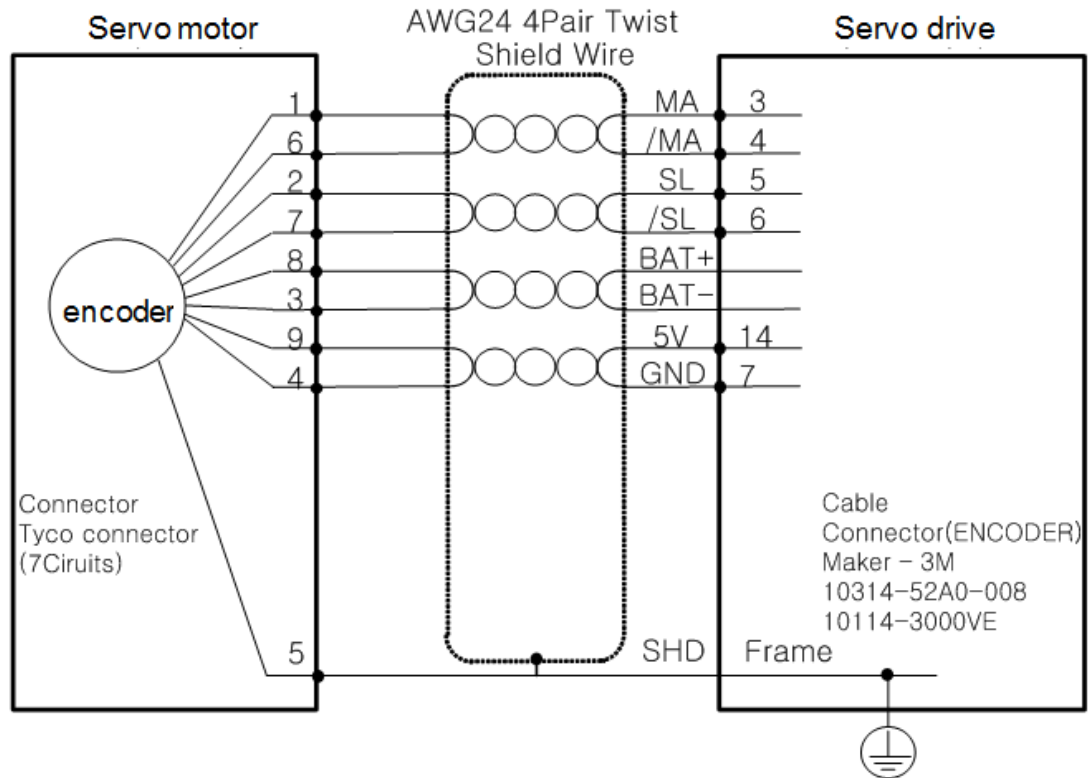 Servo motor
AWG24 4Pair Twist
Shield Wire
Servo drive
1
MA
3
6
/MA
4
2
SL
5
7
/SL
6
8
BAT+
3
BAT-
encoder
9
5V
14
4
GND
7
Connector
Tyco connector
(7Ciruits)
Cable
Connector(ENCODER)
Maker - 3M
10314-52A0-008
10114-3000VE
5
SHD
Frame